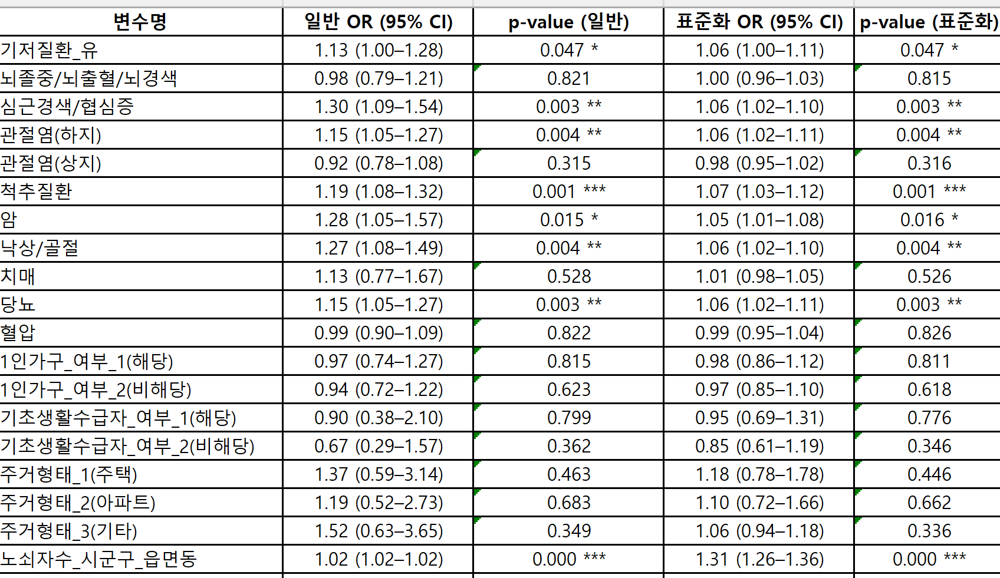 변수명 일반 OR (95% CI) p-value (일반) 표준화 OR (95% CI) p-value (표준화)
기저질환_유 1.13 (1.00–1.28) 0.047 * 1.06 (1.00–1.11) 0.047 *
뇌졸중/뇌출혈/뇌경색 0.98 (0.79–1.21) 0.821 1.00 (0.96–1.03) 0.815
심근경색/협심증 1.30 (1.09–1.54) 0.003 ** 1.06 (1.02–1.10) 0.003 **
관절염(하지) 1.15 (1.05–1.27) 0.004 ** 1.06 (1.02–1.11) 0.004 **
관절염(상지) 0.92 (0.78–1.08) 0.315 0.98 (0.95–1.02) 0.316
척추질환 1.19 (1.08–1.32) 0.001 *** 1.07 (1.03–1.12) 0.001 ***
암 1.28 (1.05–1.57) 0.015 * 1.05 (1.01–1.08) 0.016 *
낙상/골절 1.27 (1.08–1.49) 0.004 ** 1.06 (1.02–1.10) 0.004 **
치매 1.13 (0.77–1.67) 0.528 1.01 (0.98–1.05) 0.526
당뇨 1.15 (1.05–1.27) 0.003 ** 1.06 (1.02–1.11) 0.003 **
혈압 0.99 (0.90–1.09) 0.822 0.99 (0.95–1.04) 0.826
1인가구_여부_1(해당) 0.97 (0.74–1.27) 0.815 0.98 (0.86–1.12) 0.811
1인가구_여부_2(비해당) 0.94 (0.72–1.22) 0.623 0.97 (0.85–1.10) 0.618
기초생활수급자_여부_1(해당) 0.90 (0.38–2.10) 0.799 0.95 (0.69–1.31) 0.776
기초생활수급자_여부_2(비해당) 0.67 (0.29–1.57) 0.362 0.85 (0.61–1.19) 0.346
주거형태_1(주택) 1.37 (0.59–3.14) 0.463 1.18 (0.78–1.78) 0.446
주거형태_2(아파트) 1.19 (0.52–2.73) 0.683 1.10 (0.72–1.66) 0.662
주거형태_3(기타) 1.52 (0.63–3.65) 0.349 1.06 (0.94–1.18) 0.336
노쇠자수_시군구_읍면동 1.02 (1.02–1.02) 0.000 *** 1.31 (1.26–1.36) 0.000 ***